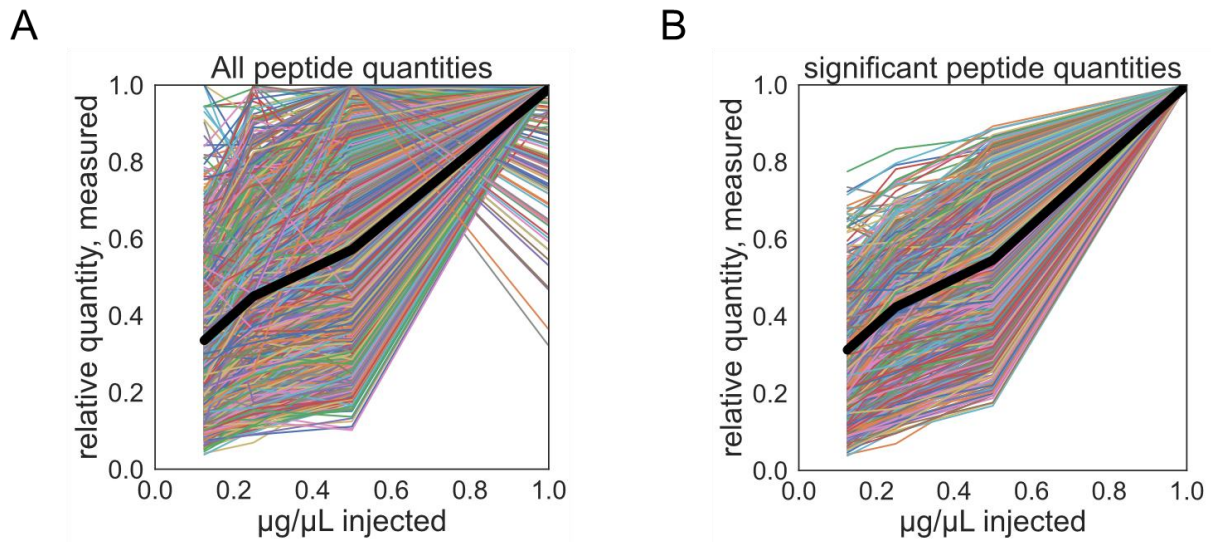 A
All peptide quantities
relative quantity, measured
1.0
0.8
0.6
0.4
0.2
0.0
0.0 0.2 0.4 0.6 0.8 1.0
µg/µL injected
B
significant peptide quantities
relative quantity, measured
1.0
0.8
0.6
0.4
0.2
0.0
0.0 0.2 0.4 0.6 0.8 1.0
µg/µL injected